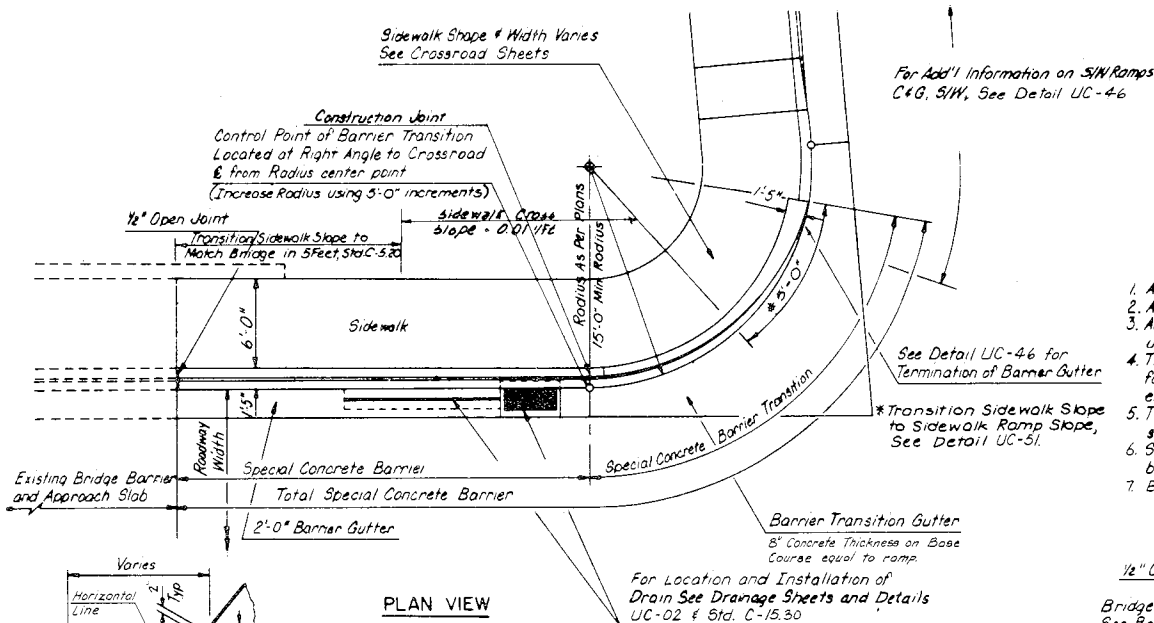 Sidewalk Shape & Width Varies
See Crossroad Sheets
For Add'l Information on S/W Ramps
C&G, S/W, See Detail UC-46
Construction Joint
Control Point of Barrier Transition
Located at Right Angle to Crossroad
℄ from Radius center point
(Increase Radius using 5'-0" increments)
1/2" Open Joint
Transition/Sidewalk Slope to
Match Bridge in 5 Feet, Std. C-5.20
Sidewalk Cross
Slope = 0.01 '/Ft
Radius As Per Plans
15'-0" Min Radius
1'-5"
* 5'-0"
6'-0"
Sidewalk
1. A
2. A
3. A
u
4. T
fo
e
5. T
s
6. S
b
7. E
See Detail UC-46 for
Termination of Barrier Gutter
* Transition Sidewalk Slope
to Sidewalk Ramp Slope,
See Detail UC-51.
1'-5"
Roadway
Width
Special Concrete Barrier
Special Concrete Barrier Transition
Existing Bridge Barrier
and Approach Slab
Total Special Concrete Barrier
2'-0" Barrier Gutter
Barrier Transition Gutter
8" Concrete Thickness on Base
Course equal to ramp.
For Location and Installation of
Drain See Drainage Sheets and Details
UC-02 & Std. C-15.30
Varies
Horizontal
Line
2"
Typ
PLAN VIEW
1/2" O
Bridge